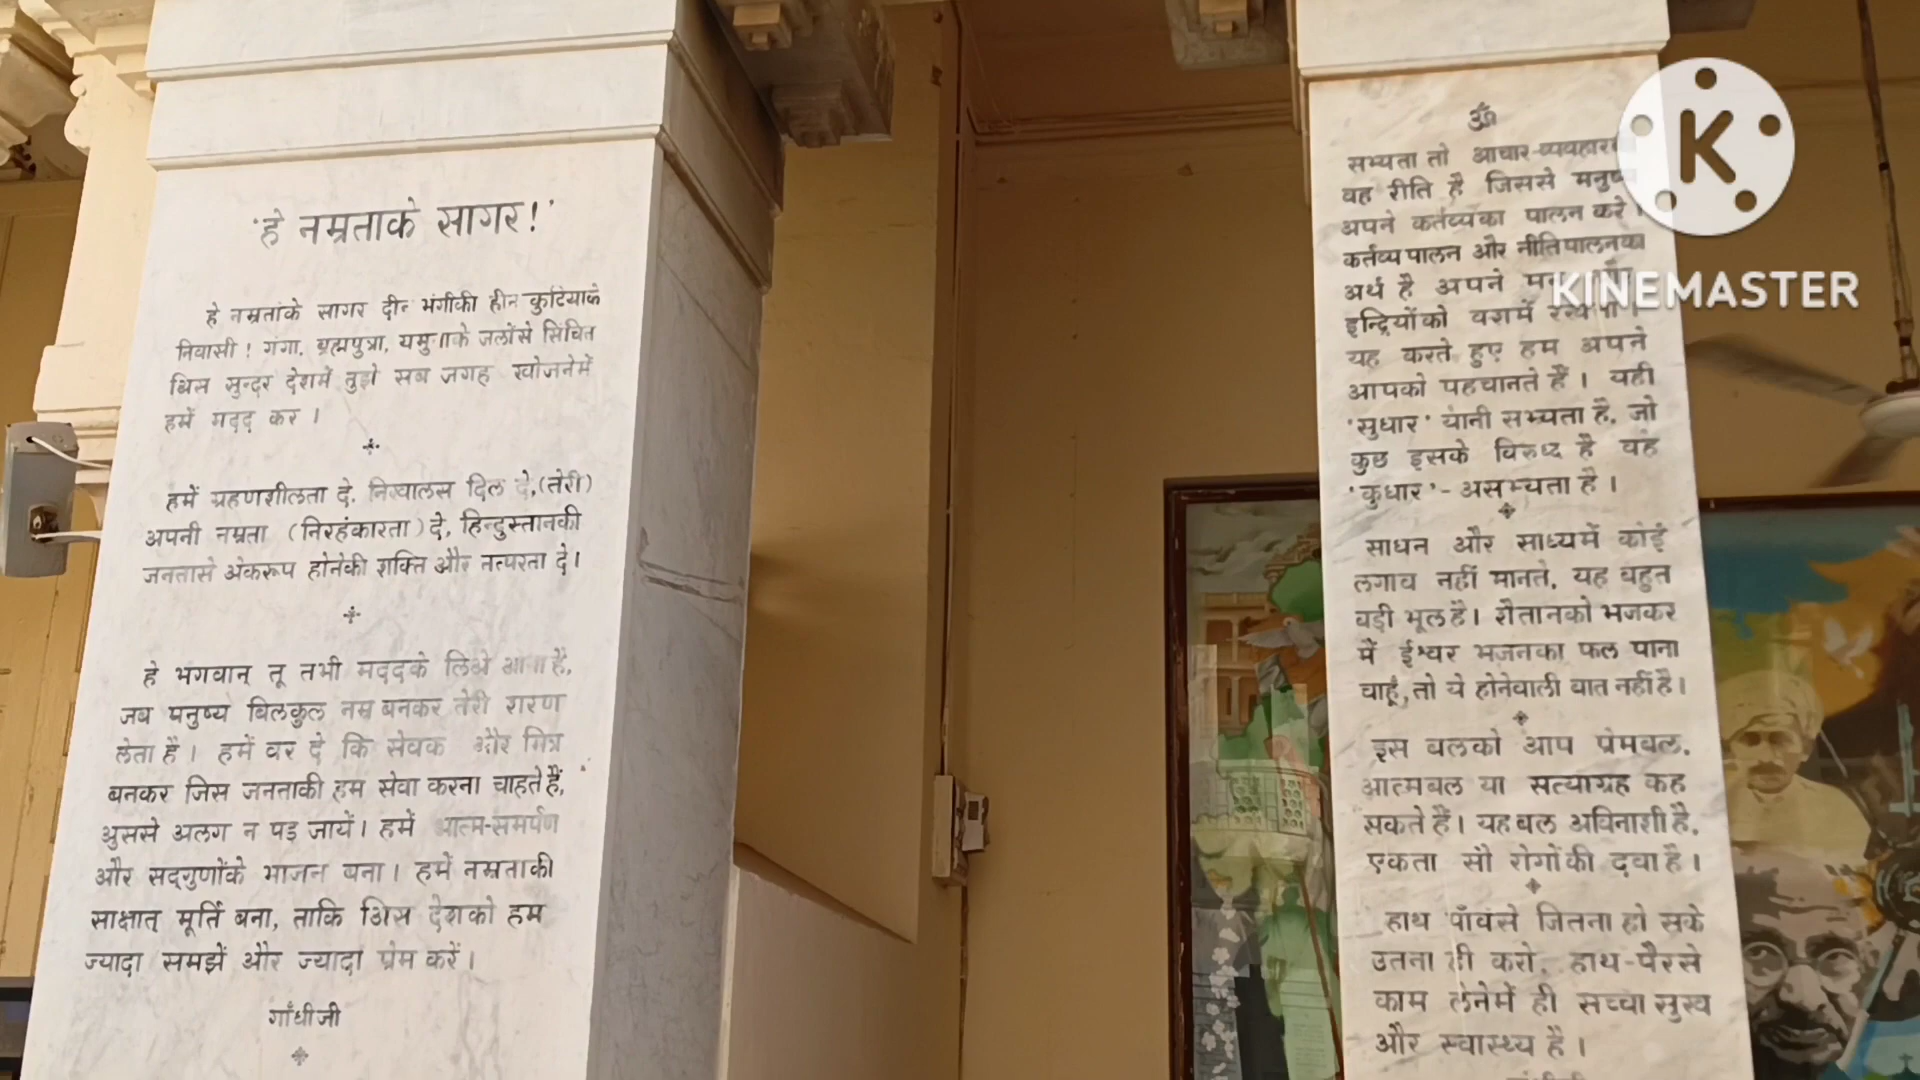 'हे नम्रताके सागर!'
हे नम्रताके सागर दीन भंगीकी हीन कुटियाके
निवासी! गंगा, ब्रह्मपुत्रा, यमुनाके जलोंसे सिंचित
अिस सुन्दर देशमें तुझे सब जगह खोजनेमें
हमें मदद कर।
हमें ग्रहणशीलता दे, निखालस दिल दे, (तेरी)
अपनी नम्रता (निरहंकारता) दे, हिन्दुस्तानकी
जनतासे अेकरूप होनेकी शक्ति और तत्परता दे।
हे भगवान् तू तभी मददके लिअे आता है,
जब मनुष्य बिलकुल नम्र बनकर तेरी शरण
लेता है। हमें वर दे कि सेवक और मित्र
बनकर जिस जनताकी हम सेवा करना चाहते हैं,
अुससे अलग न पड़ जायें। हमें आत्म-समर्पण
और सद्‌गुणोंके भाजन बना। हमें नम्रताकी
साक्षात् मूर्ति बना, ताकि अिस देशको हम
ज्यादा समझें और ज्यादा प्रेम करें।
गाँधीजी
ॐ
सभ्यता तो आचार-व्यवहारकी
वह रीति है जिससे मनुष्य
अपने कर्तव्यका पालन करे।
कर्तव्य पालन और नीतिपालनका
अर्थ है अपने मन
इन्द्रियोंको वशमें रखना।
यह करते हुए हम अपने
आपको पहचानते हैं। यही
'सुधार' यानी सभ्यता है, जो
कुछ इसके विरुध्द है वह
'कुधार'- असभ्यता है।
साधन और साध्यमें कोई
लगाव नहीं मानते, यह बहुत
बड़ी भूल है। शैतानको भजकर
मैं ईश्वर भजनका फल पाना
चाहूं, तो ये होनेवाली बात नहीं है।
इस बलको आप प्रेमबल,
आत्मबल या सत्याग्रह कह
सकते हैं। यह बल अविनाशी है,
एकता सौ रोगोंकी दवा है।
हाथ पाँवसे जितना हो सके
उतना ही करो, हाथ-पैरसे
काम लेनेमें ही सच्चा सुख
और स्वास्थ्य है।
K
KINEMASTER